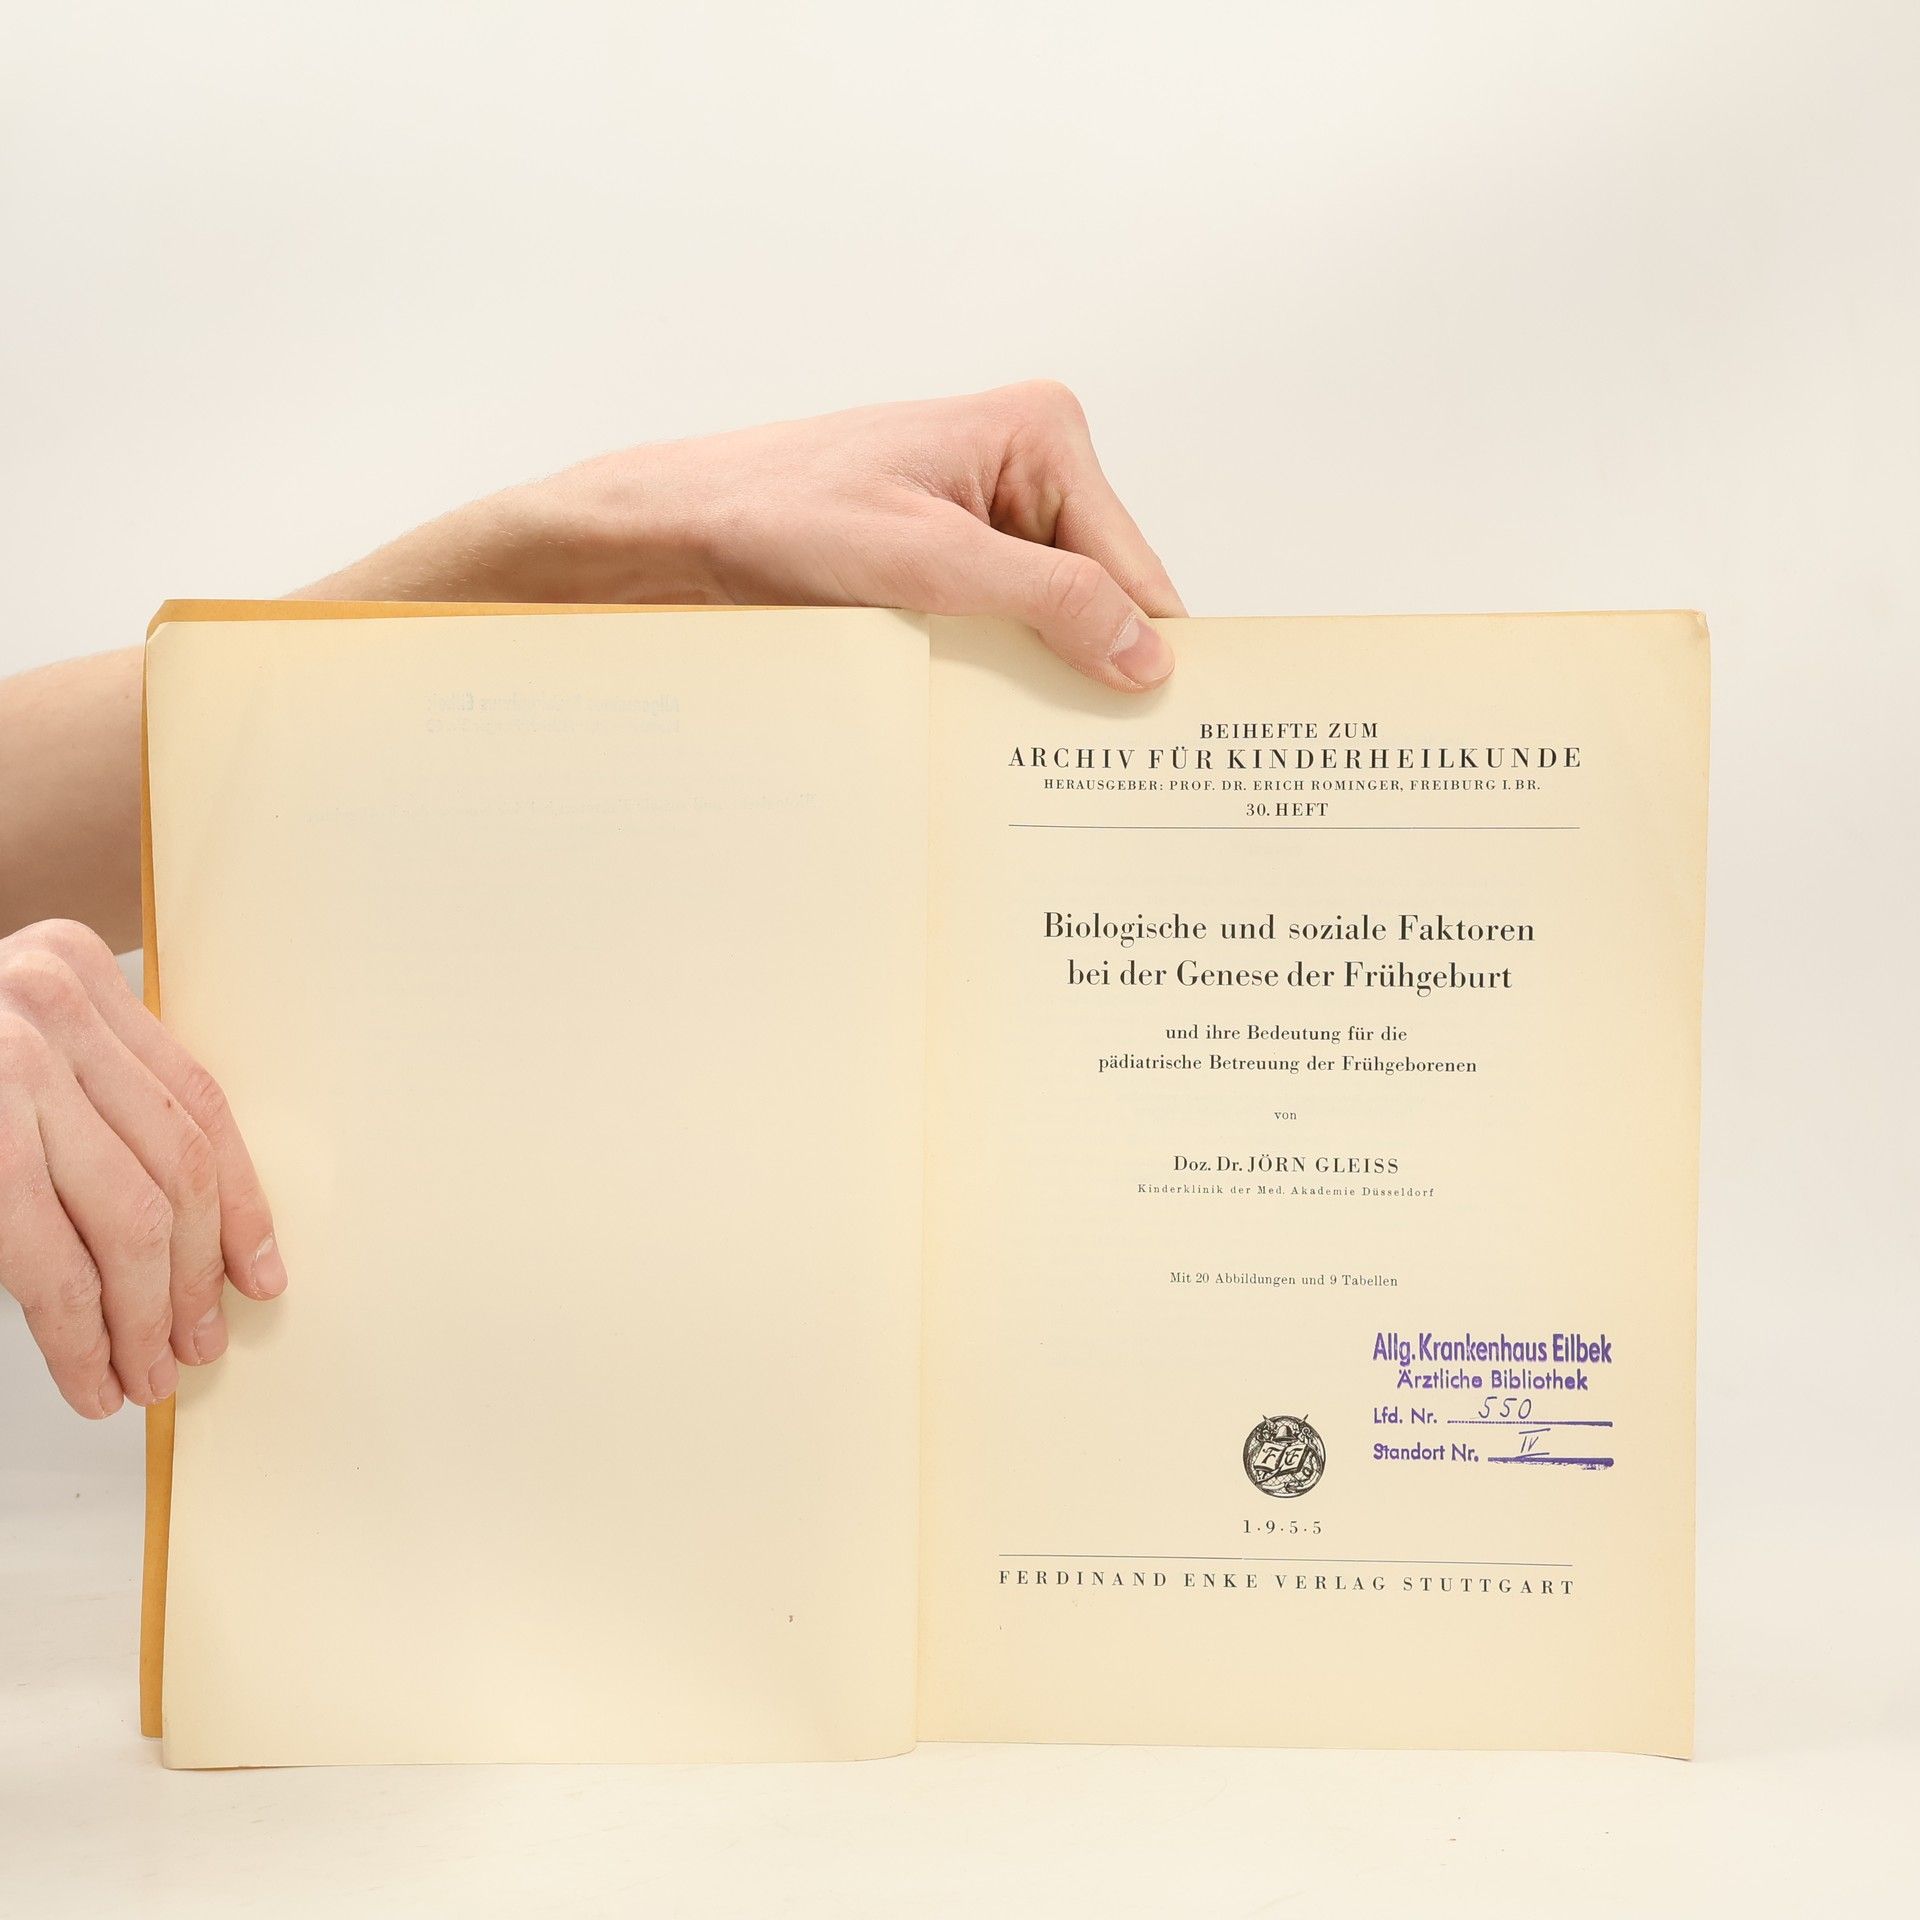 BEIHEFTE ZUM
ARCHIV FÜR KINDERHEILKUNDE
HERAUSGEBER: PROF. DR. ERICH ROMINGER, FREIBURG I. BR.
30. HEFT
Biologische und soziale Faktoren
bei der Genese der Frühgeburt
und ihre Bedeutung für die
pädiatrische Betreuung der Frühgeborenen
von
Doz. Dr. JÖRN GLEISS
Kinderklinik der Med. Akademie Düsseldorf
Mit 20 Abbildungen und 9 Tabellen
Allg. Krankenhaus Eilbek
Ärztliche Bibliothek
Lfd. Nr. 550
Standort Nr. IV
FE
1·9·5·5
FERDINAND ENKE VERLAG STUTTGART